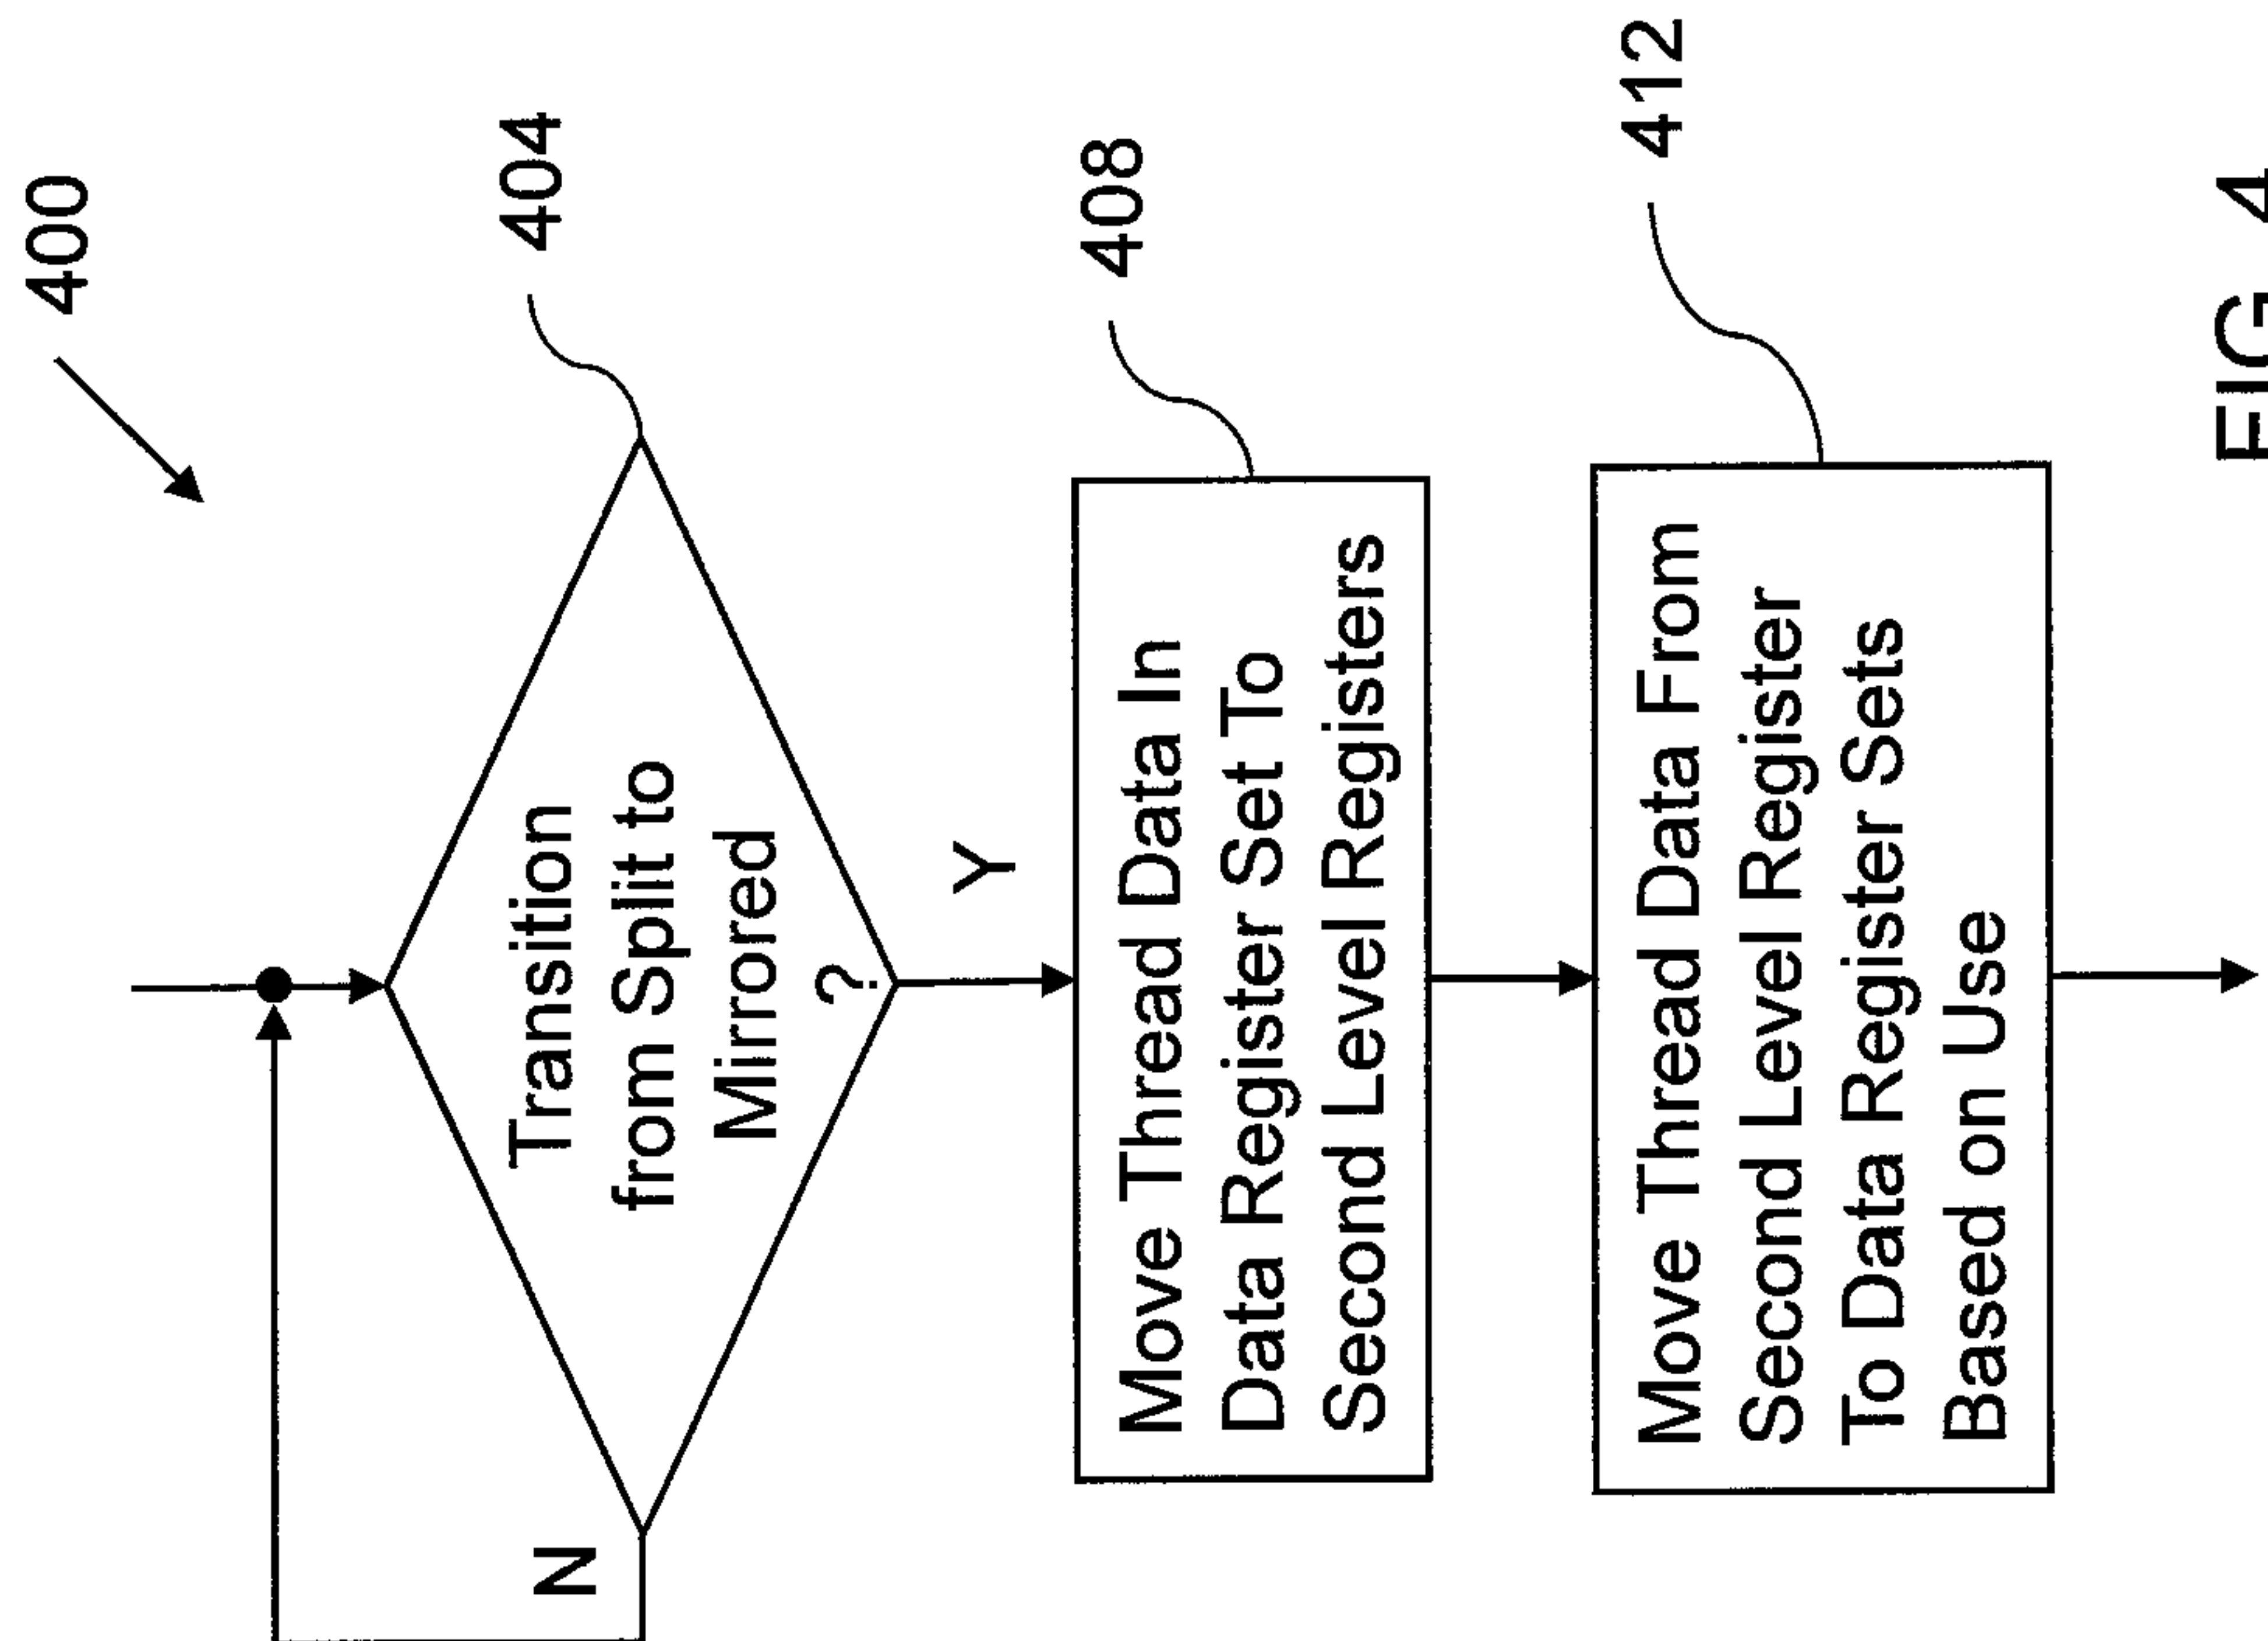 400
404
Transition
from Split to
Mirrored
?
N
Y
408
Move Thread Data In
Data Register Set To
Second Level Registers
412
Move Thread Data From
Second Level Register
To Data Register Sets
Based on Use
FIG. 4